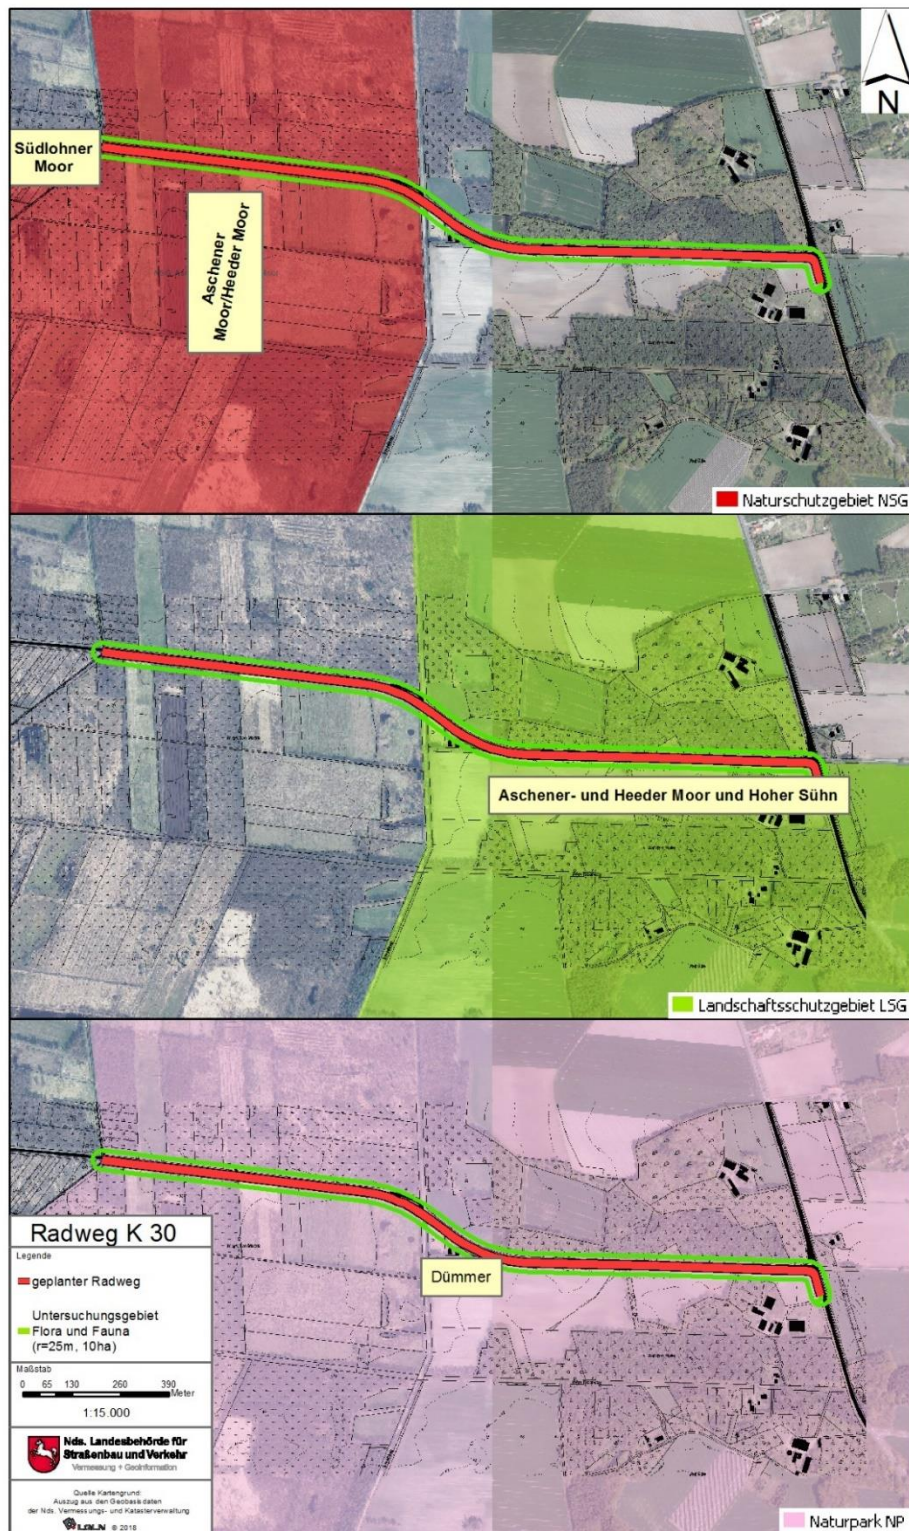 N
Südlohner
Moor
Aschener
Moor/Heeder Moor
Naturschutzgebiet NSG
Aschener- und Heeder Moor und Hoher Sühn
Landschaftsschutzgebiet LSG
Dümmer
Radweg K 30
Legende
geplanter Radweg
Untersuchungsgebiet
Flora und Fauna
(r=25m, 10ha)
Maßstab
0 65 130 260 390
Meter
1:15.000
Nds. Landesbehörde für
Straßenbau und Verkehr
Vermessung + Geoinformation
Quelle Kartengrund:
Auszug aus den Geobasisdaten
der Nds. Vermessungs- und Katasterverwaltung
LGLN © 2018
Naturpark NP